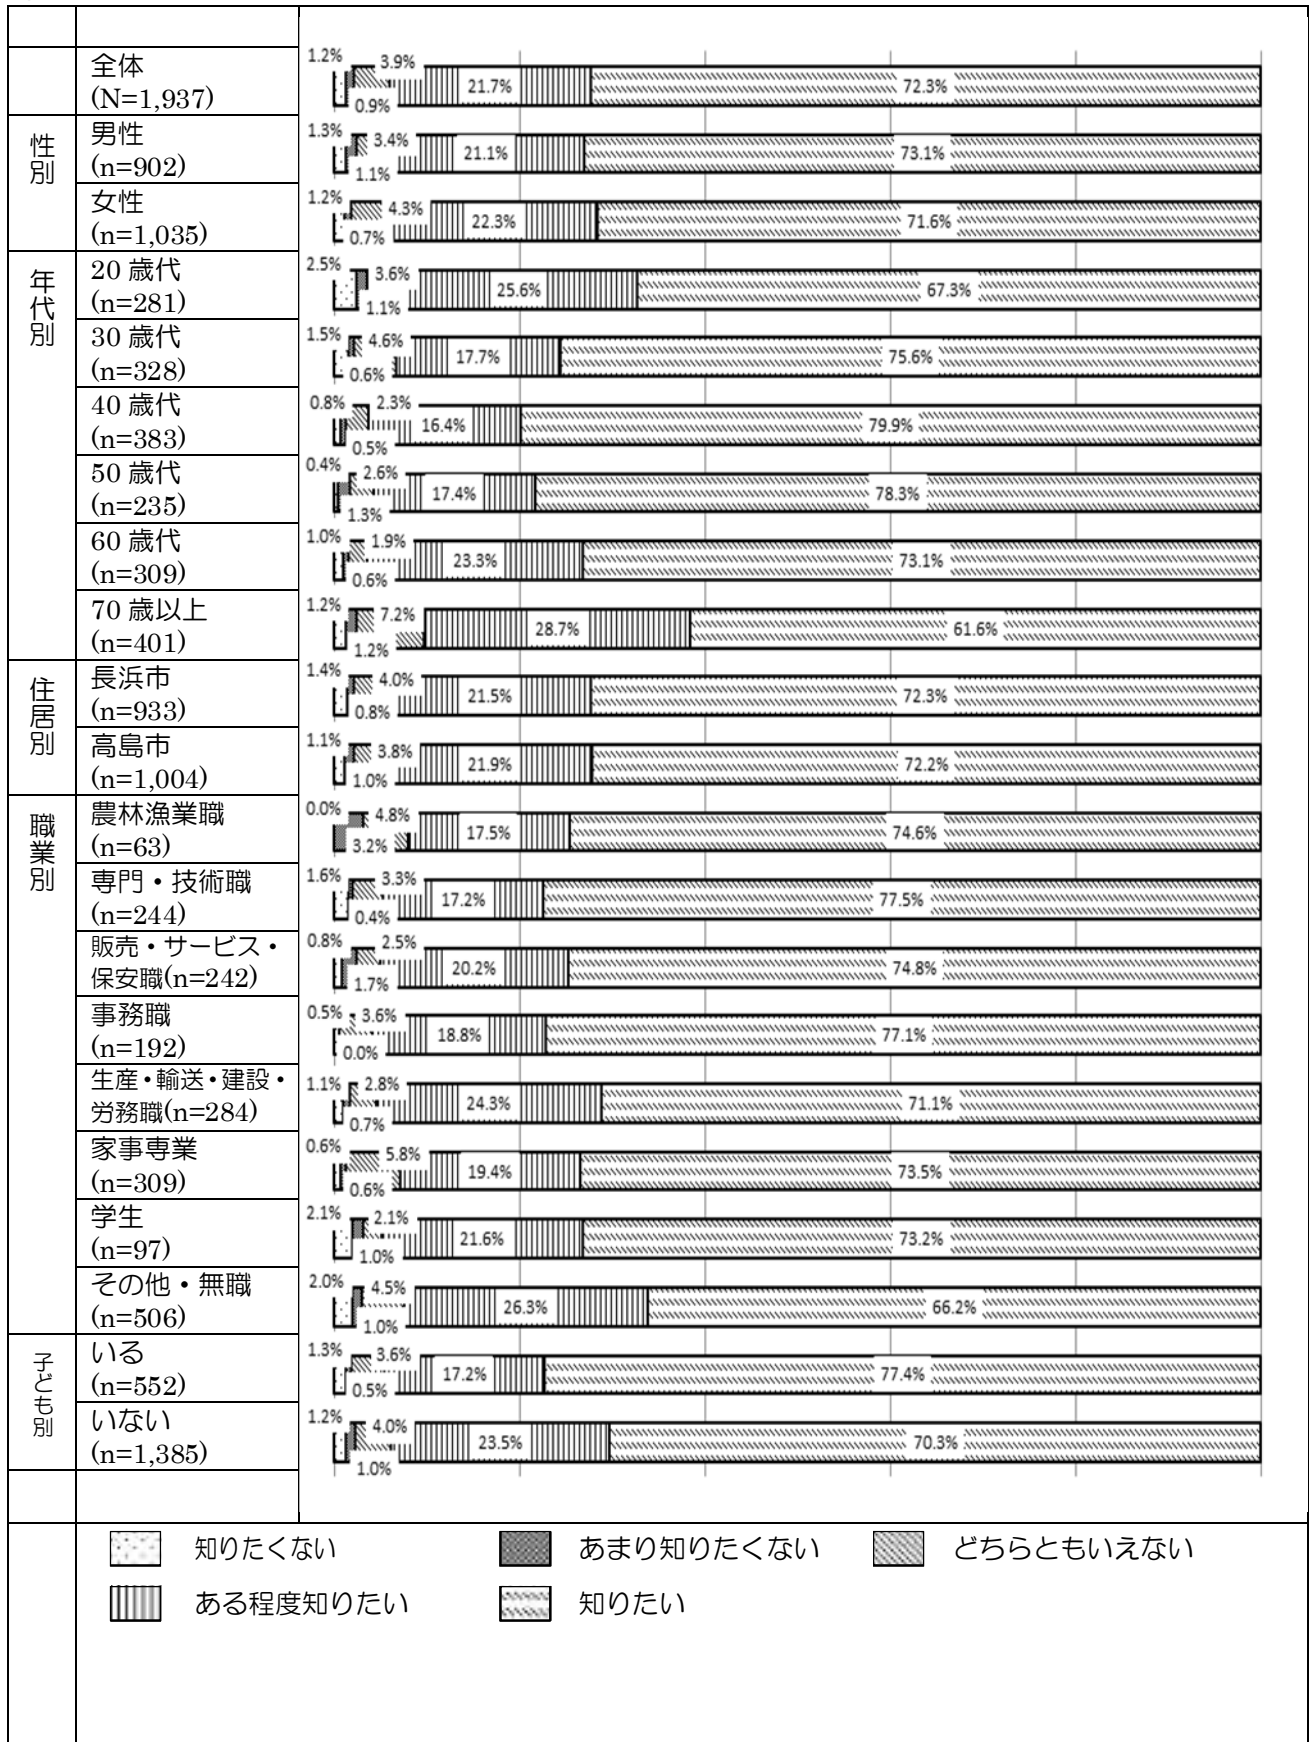 1.2%
3.9%
全体
(N=1,937)
21.7%
72.3%
0.9%
性別
1.3%
3.4%
男性
(n=902)
21.1%
73.1%
1.1%
1.2%
4.3%
女性
(n=1,035)
22.3%
71.6%
0.7%
年代別
2.5%
3.6%
20 歳代
(n=281)
25.6%
67.3%
1.1%
1.5%
4.6%
30 歳代
(n=328)
17.7%
75.6%
0.6%
0.8%
2.3%
40 歳代
(n=383)
16.4%
79.9%
0.5%
0.4%
2.6%
50 歳代
(n=235)
17.4%
78.3%
1.3%
1.0%
1.9%
60 歳代
(n=309)
23.3%
73.1%
0.6%
1.2%
7.2%
70 歳以上
(n=401)
28.7%
61.6%
1.2%
住居別
1.4%
4.0%
長浜市
(n=933)
21.5%
72.3%
0.8%
1.1%
3.8%
高島市
(n=1,004)
21.9%
72.2%
1.0%
職業別
0.0%
4.8%
農林漁業職
(n=63)
17.5%
74.6%
3.2%
1.6%
3.3%
専門・技術職
(n=244)
17.2%
77.5%
0.4%
0.8%
2.5%
販売・サービス・
保安職(n=242)
20.2%
74.8%
1.7%
0.5%
3.6%
事務職
(n=192)
18.8%
77.1%
0.0%
1.1%
2.8%
生産・輸送・建設・
労務職(n=284)
24.3%
71.1%
0.7%
0.6%
5.8%
家事専業
(n=309)
19.4%
73.5%
0.6%
2.1%
2.1%
学生
(n=97)
21.6%
73.2%
1.0%
2.0%
4.5%
その他・無職
(n=506)
26.3%
66.2%
1.0%
子ども別
1.3%
3.6%
いる
(n=552)
17.2%
77.4%
0.5%
1.2%
4.0%
いない
(n=1,385)
23.5%
70.3%
1.0%
知りたくない あまり知りたくない どちらともいえない
ある程度知りたい 知りたい